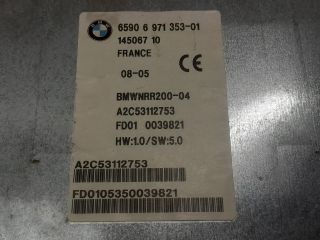 BMW
6590 6 971 353-01
145067 10
FRANCE
CE
08-05
BMWNRR200-04
A2C53112753
FD01 0039821
HW:1.0/SW:5.0
A2C53112753
FD0105350039821